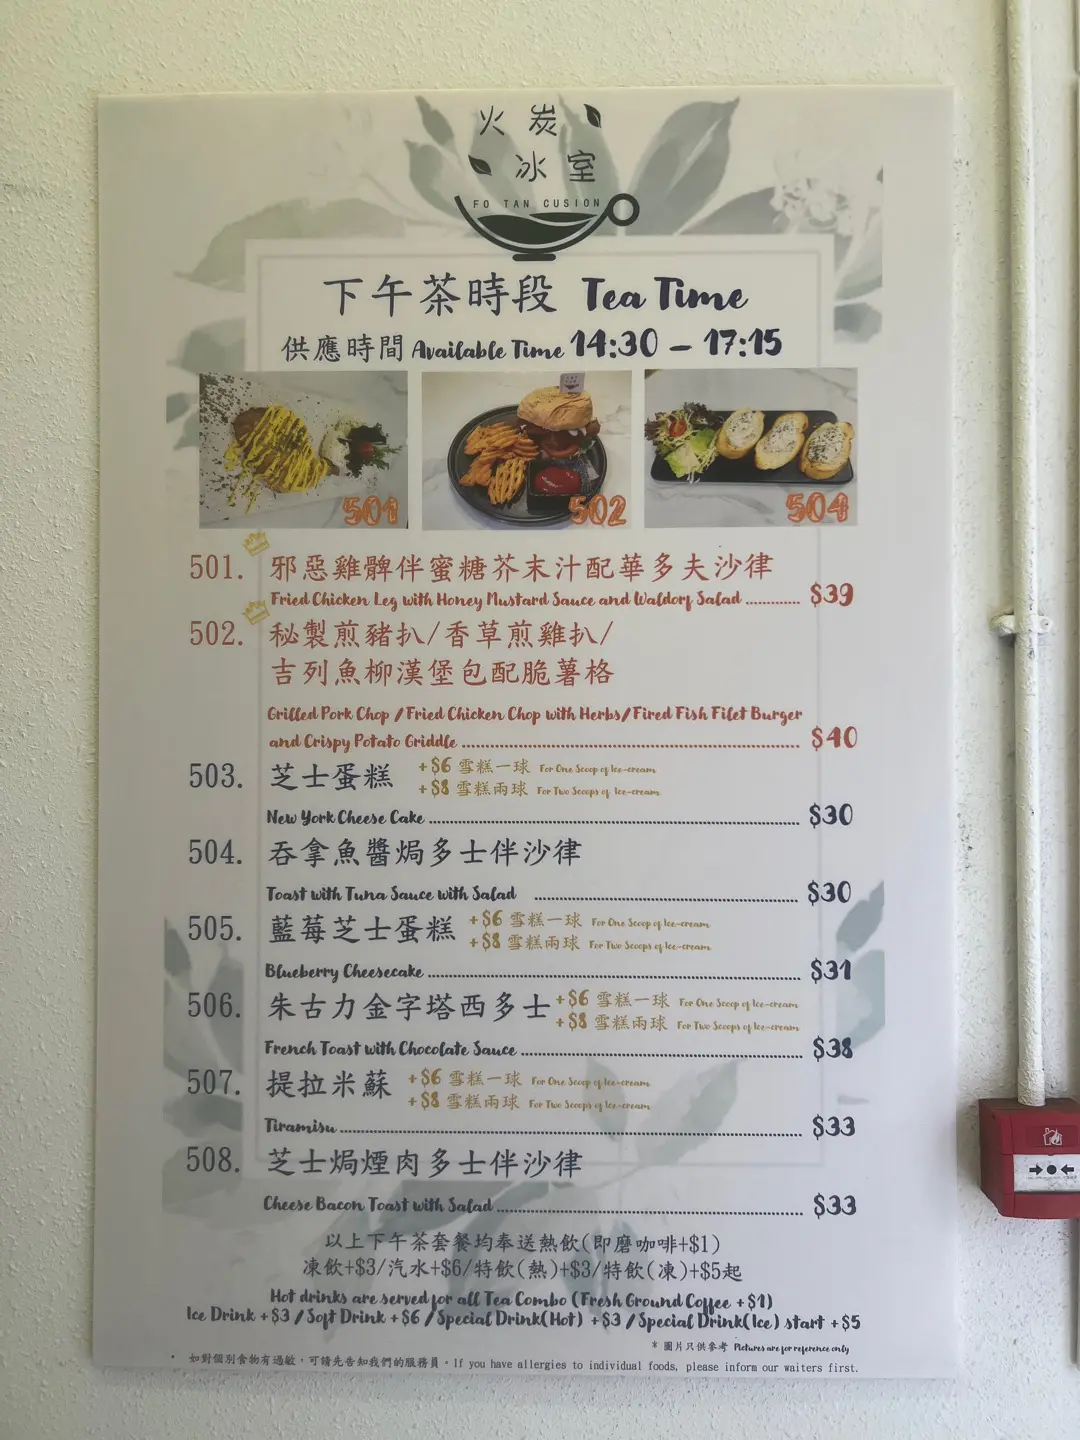 火炭
冰室
FO TAN CUSION
下午茶時段 Tea Time
供應時間 Available Time 14:30 - 17:15
501
502
504
501. 邪惡雞髀伴蜜糖芥末汁配華多夫沙律
Fried Chicken Leg with Honey Mustard Sauce and Waldorf Salad ............ $39
502. 秘製煎豬扒/香草煎雞扒/
吉列魚柳漢堡包配脆薯格
Grilled Pork Chop / Fried Chicken Chop with Herbs/Fired Fish Filet Burger
and Crispy Potato Griddle ............ $40
503. 芝士蛋糕 +$6 雪糕一球 For One Scoop of Ice-cream
+$8 雪糕兩球 For Two Scoops of Ice-cream
New York Cheese Cake ............ $30
504. 吞拿魚醬焗多士伴沙律
Toast with Tuna Sauce with Salad ............ $30
505. 藍莓芝士蛋糕 +$6 雪糕一球 For One Scoop of Ice-cream
+$8 雪糕兩球 For Two Scoops of Ice-cream
Blueberry Cheesecake ............ $31
506. 朱古力金字塔西多士 +$6 雪糕一球 For One Scoop of Ice-cream
+$8 雪糕兩球 For Two Scoops of Ice-cream
French Toast with Chocolate Sauce ............ $38
507. 提拉米蘇 +$6 雪糕一球 For One Scoop of Ice-cream
+$8 雪糕兩球 For Two Scoops of Ice-cream
Tiramisu ............ $33
508. 芝士焗煙肉多士伴沙律
Cheese Bacon Toast with Salad ............ $33
以上下午茶套餐均奉送熱飲(即磨咖啡+$1)
凍飲+$3/汽水+$6/特飲(熱)+$3/特飲(凍)+$5起
Hot drinks are served for all Tea Combo (Fresh Ground Coffee +$1)
Ice Drink +$3 / Soft Drink +$6 / Special Drink(Hot) +$3 / Special Drink(Ice) start +$5
* 圖片只供參考 Pictures are for reference only
• 如對個別食物有過敏，可請先告知我們的服務員。If you have allergies to individual foods, please inform our waiters first.